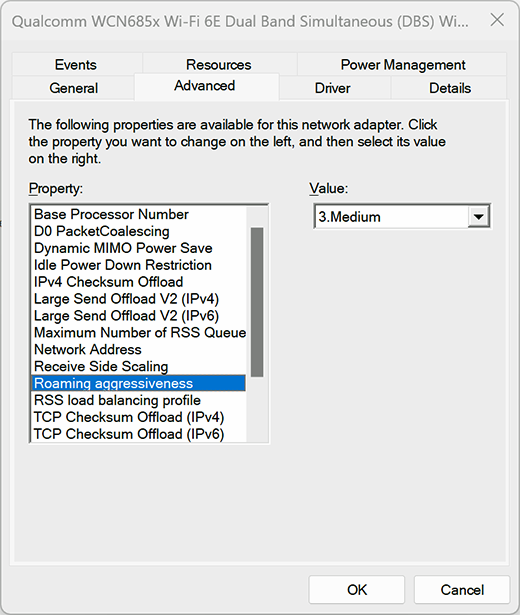 Qualcomm WCN685x Wi-Fi 6E Dual Band Simultaneous (DBS) Wi...
Events Resources Power Management
General Advanced Driver Details
The following properties are available for this network adapter. Click
the property you want to change on the left, and then select its value
on the right.
Property: Value:
3.Medium
Base Processor Number
D0 PacketCoalescing
Dynamic MIMO Power Save
Idle Power Down Restriction
IPv4 Checksum Offload
Large Send Offload V2 (IPv4)
Large Send Offload V2 (IPv6)
Maximum Number of RSS Queue
Network Address
Receive Side Scaling
Roaming aggressiveness
RSS load balancing profile
TCP Checksum Offload (IPv4)
TCP Checksum Offload (IPv6)
OK Cancel